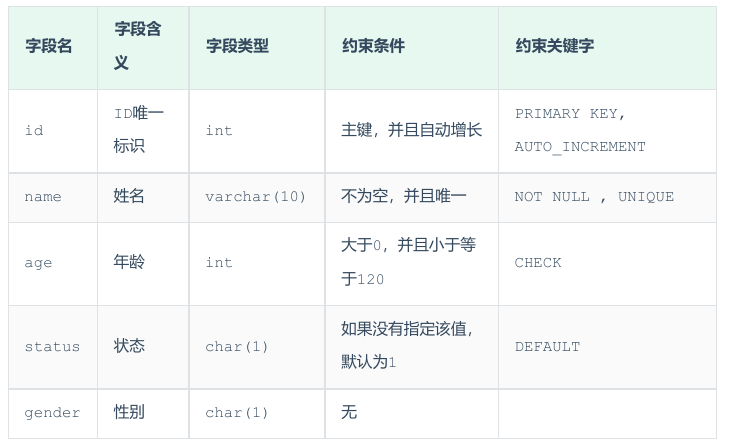 字段名 字段含义 字段类型 约束条件 约束关键字
id ID唯一标识 int 主键，并且自动增长 PRIMARY KEY, AUTO_INCREMENT
name 姓名 varchar(10) 不为空，并且唯一 NOT NULL , UNIQUE
age 年龄 int 大于0，并且小于等于120 CHECK
status 状态 char(1) 如果没有指定该值，默认为1 DEFAULT
gender 性别 char(1) 无